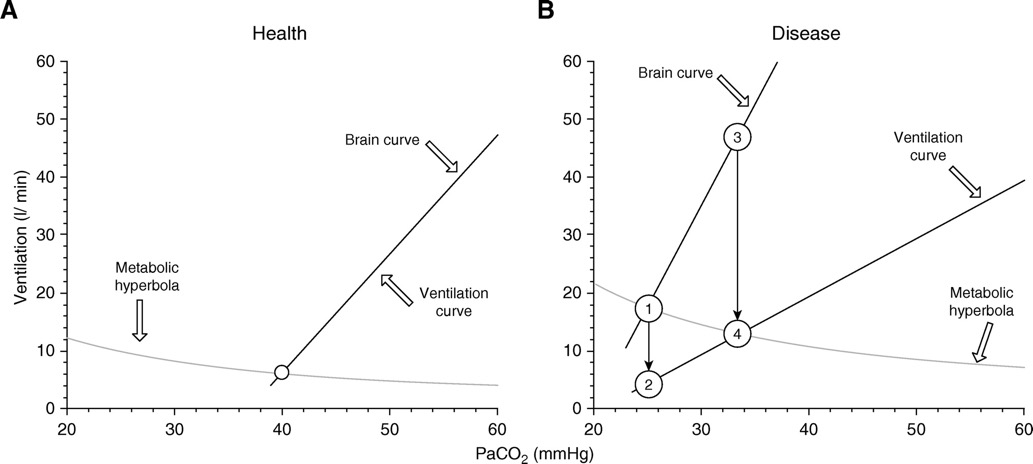 A
Health
60
50
40
30
20
10
0
Ventilation (l/ min)
Brain curve
Metabolic
hyperbola
Ventilation
curve
20
30
40
50
60
B
Disease
60
50
40
30
20
10
0
Brain curve
3
Ventilation
curve
1
4
2
Metabolic
hyperbola
20
30
40
50
60
PaCO₂ (mmHg)